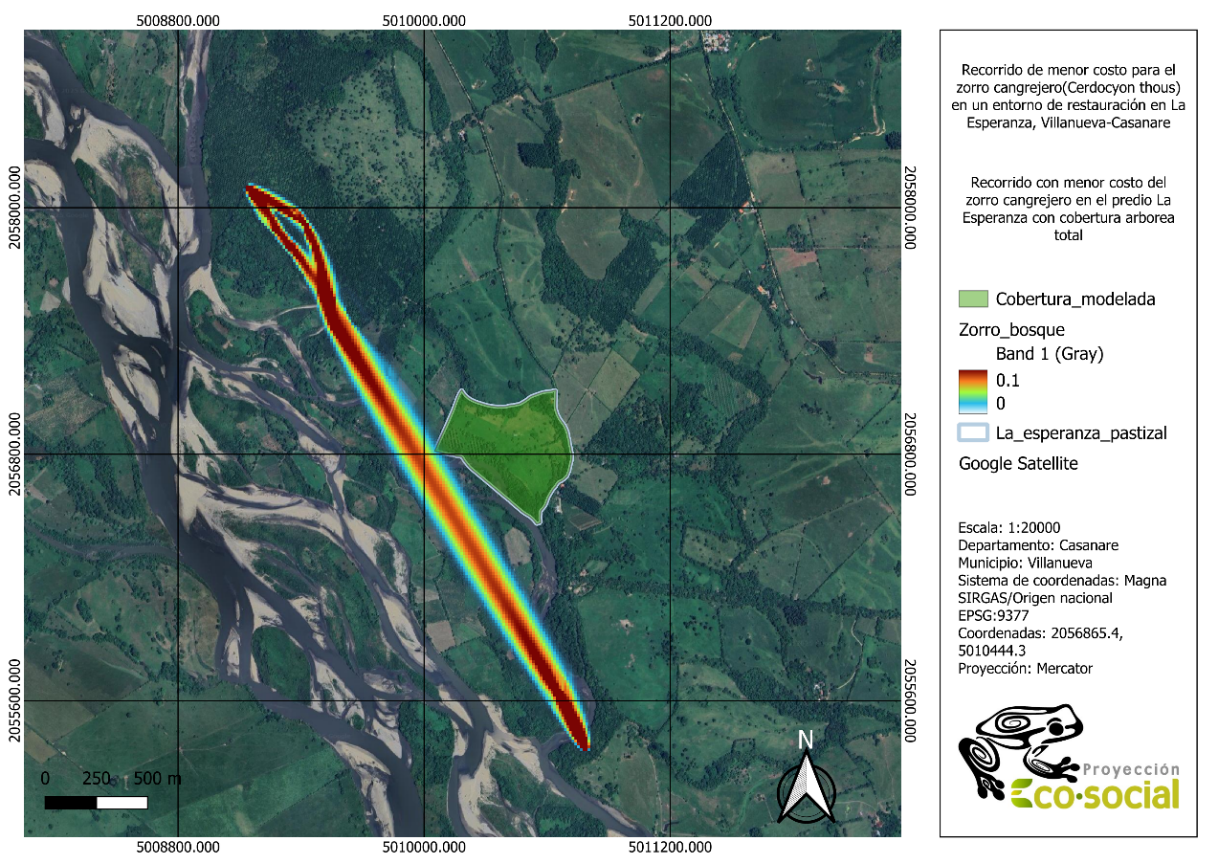 5008800.000 5010000.000 5011200.000
2058000.000 2058000.000
2056800.000 2056800.000
2055600.000 2055600.000
0 250 500 m
N
5008800.000 5010000.000 5011200.000
Recorrido de menor costo para el
zorro cangrejero(Cerdocyon thous)
en un entorno de restauración en La
Esperanza, Villanueva-Casanare
Recorrido con menor costo del
zorro cangrejero en el predio La
Esperanza con cobertura arborea
total
Cobertura_modelada
Zorro_bosque
Band 1 (Gray)
0.1
0
La_esperanza_pastizal
Google Satellite
Escala: 1:20000
Departamento: Casanare
Municipio: Villanueva
Sistema de coordenadas: Magna
SIRGAS/Origen nacional
EPSG:9377
Coordenadas: 2056865.4,
5010444.3
Proyección: Mercator
Proyección
Eco·social